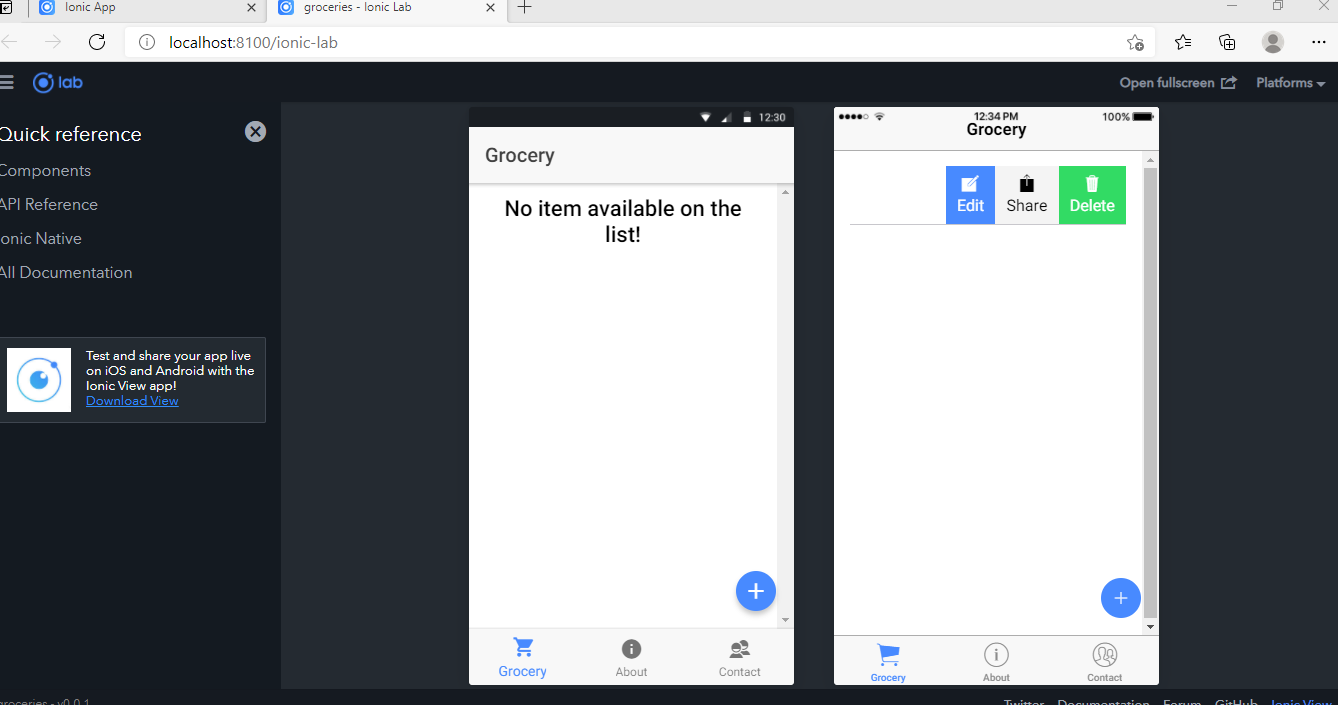 Ionic App
groceries - Ionic Lab
localhost:8100/ionic-lab
lab
Open fullscreen
Platforms
Quick reference
Components
API Reference
Ionic Native
All Documentation
Test and share your app live
on iOS and Android with the
Ionic View app!
Download View
12:30
Grocery
No item available on the
list!
Grocery
About
Contact
12:34 PM
100%
Grocery
Edit
Share
Delete
Grocery
About
Contact
groceries - v0.0.1
Twitter Documentation Forum GitHub Ionic View